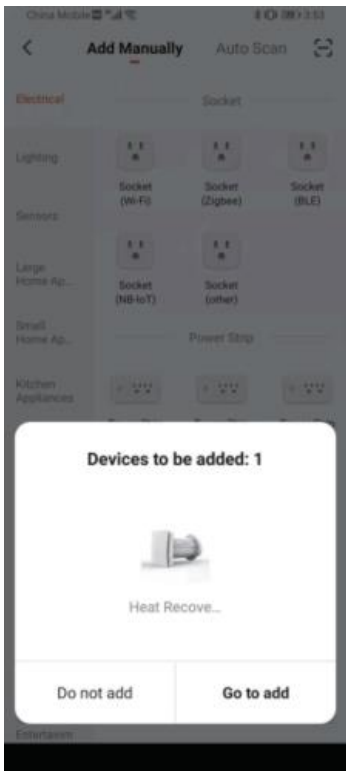 China Mobile 3:53
Add Manually Auto Scan
Electrical
Socket
Lighting
Socket
(Wi-Fi)
Socket
(Zigbee)
Socket
(BLE)
Sensors
Large
Home Ap...
Socket
(NB-IoT)
Socket
(other)
Small
Home Ap...
Power Strip
Kitchen
Appliances
Devices to be added: 1
Heat Recove...
Do not add Go to add
Entertainm